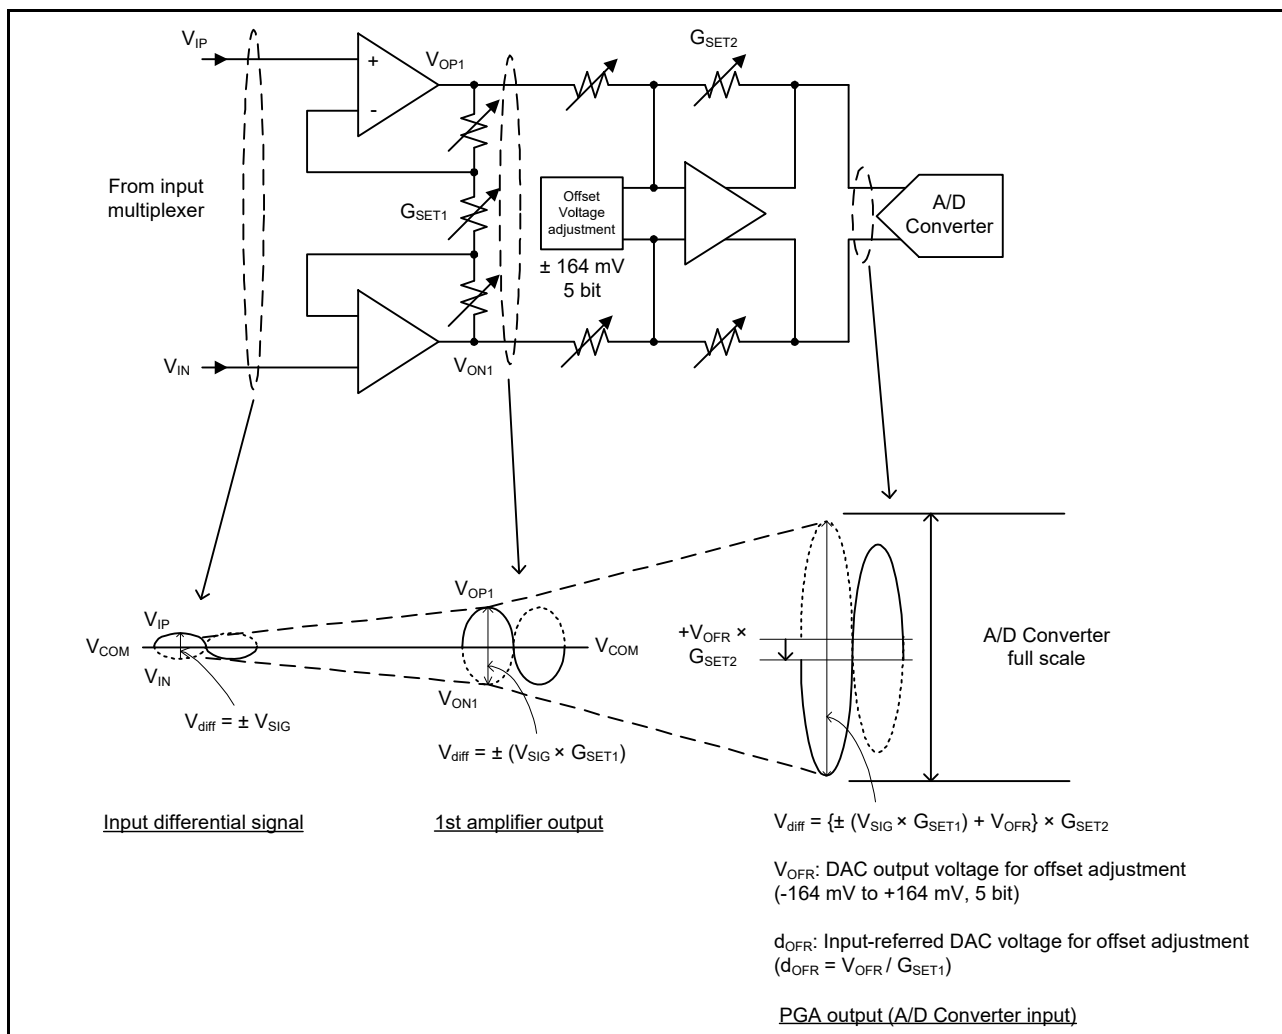 V_IP
+
-
V_OP1
G_SET2
From input
multiplexer
G_SET1
Offset
Voltage
adjustment
± 164 mV
5 bit
A/D
Converter
V_IN
V_ON1
V_IP
V_COM
V_IN
V_diff = ± V_SIG
V_OP1
V_COM
V_ON1
V_diff = ± (V_SIG × G_SET1)
+V_OFR ×
G_SET2
A/D Converter
full scale
Input differential signal
1st amplifier output
V_diff = {± (V_SIG × G_SET1) + V_OFR} × G_SET2
V_OFR: DAC output voltage for offset adjustment
(-164 mV to +164 mV, 5 bit)
d_OFR: Input-referred DAC voltage for offset adjustment
(d_OFR = V_OFR / G_SET1)
PGA output (A/D Converter input)